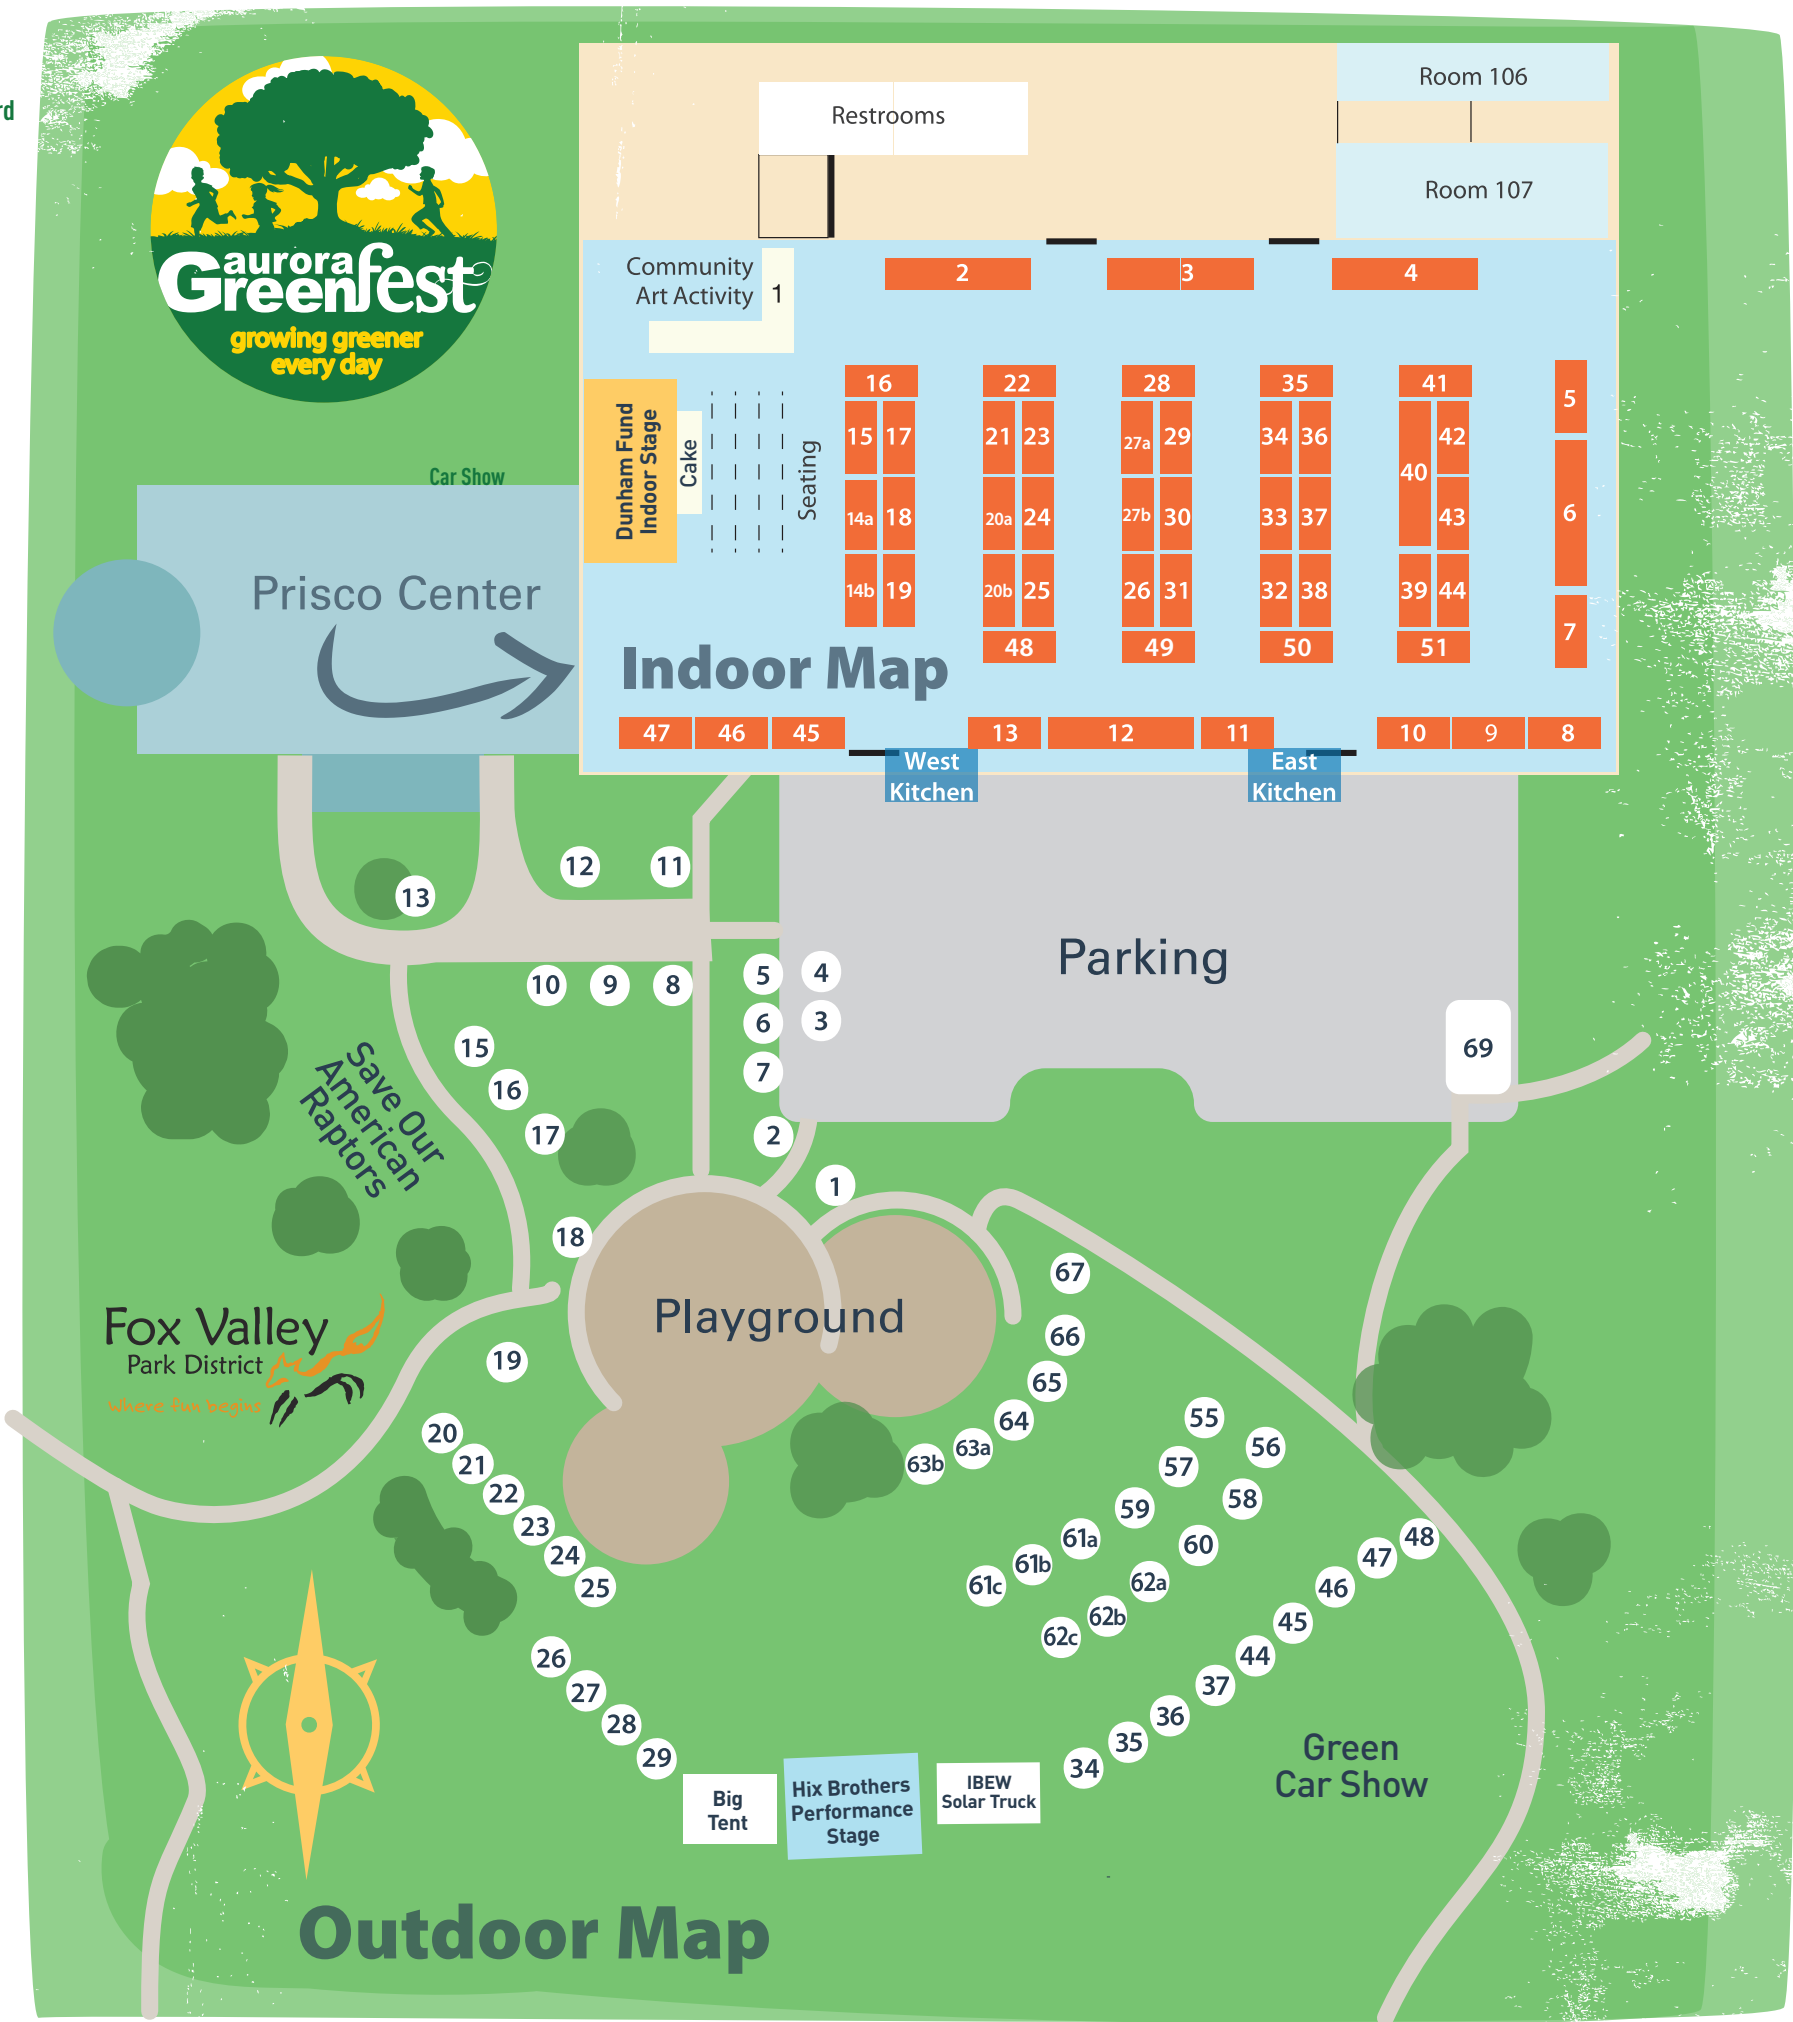 rd
aurora
Greenfest
growing greener
every day
Restrooms
Room 106
Room 107
Community
Art Activity
1
2
3
4
Dunham Fund
Indoor Stage
Cake
Seating
16
22
28
35
41
5
15 17
21 23
27a 29
34 36
40
42
14a 18
20a 24
27b 30
33 37
43
6
14b 19
20b 25
26 31
32 38
39 44
48
49
50
51
7
Indoor Map
47
46
45
13
12
11
10
9
8
West
Kitchen
East
Kitchen
Car Show
Prisco Center
12
11
13
Parking
10
9
8
5
4
6
3
7
69
15
16
17
Save Our
American
Raptors
2
1
18
67
Playground
66
Fox Valley
Park District
where fun begins
19
65
64
63a
63b
55
56
57
58
59
60
61a
61b
61c
62a
62b
62c
20
21
22
23
24
25
26
27
28
29
48
47
46
45
44
37
36
35
34
Big
Tent
Hix Brothers
Performance
Stage
IBEW
Solar Truck
Green
Car Show
Outdoor Map